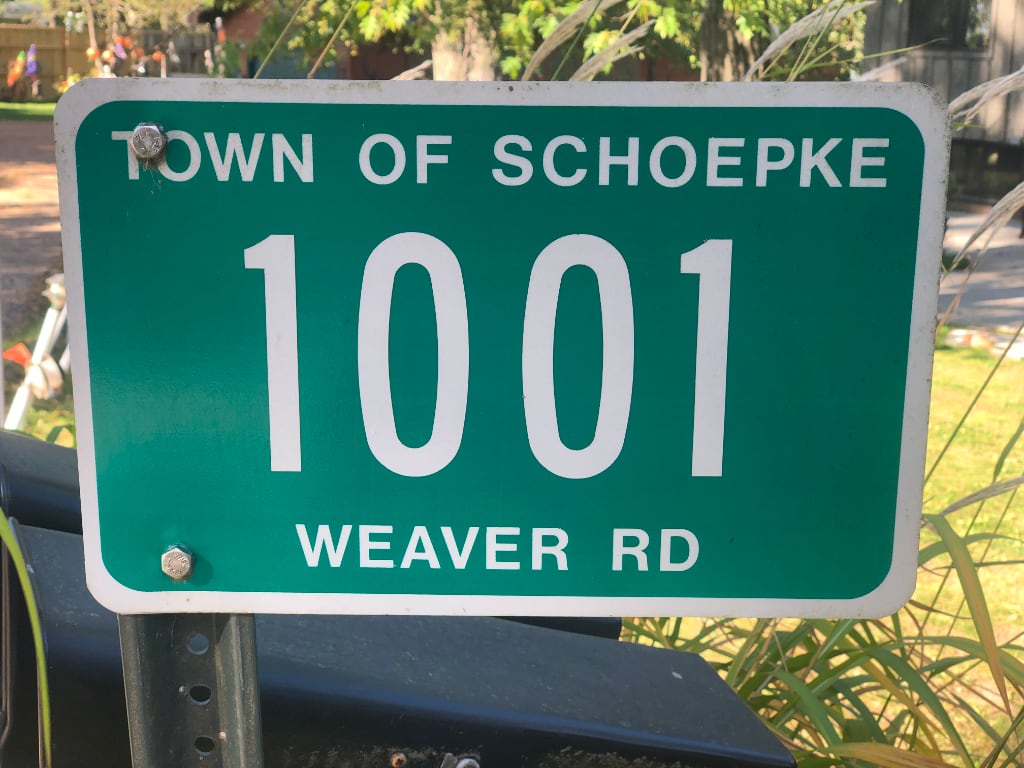 TOWN OF SCHOEPKE
1001
WEAVER RD